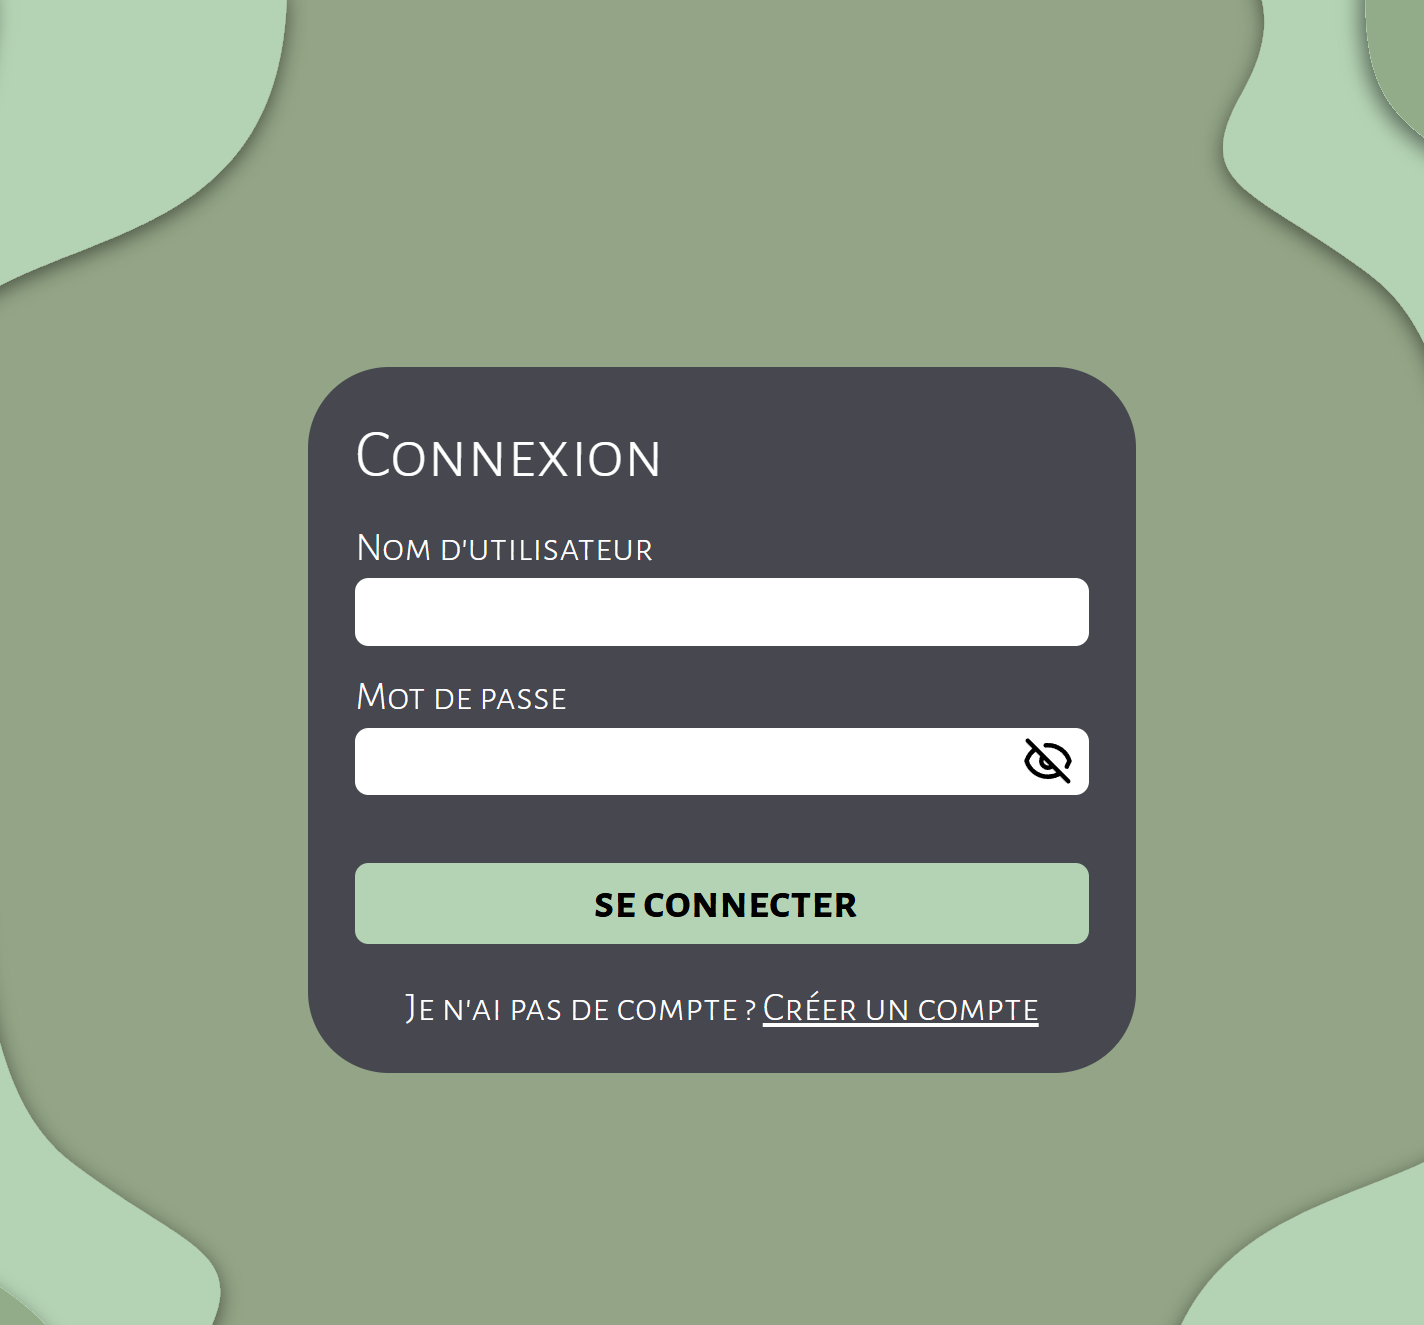 Connexion
Nom d'utilisateur
Mot de passe
SE CONNECTER
Je n'ai pas de compte ? Créer un compte